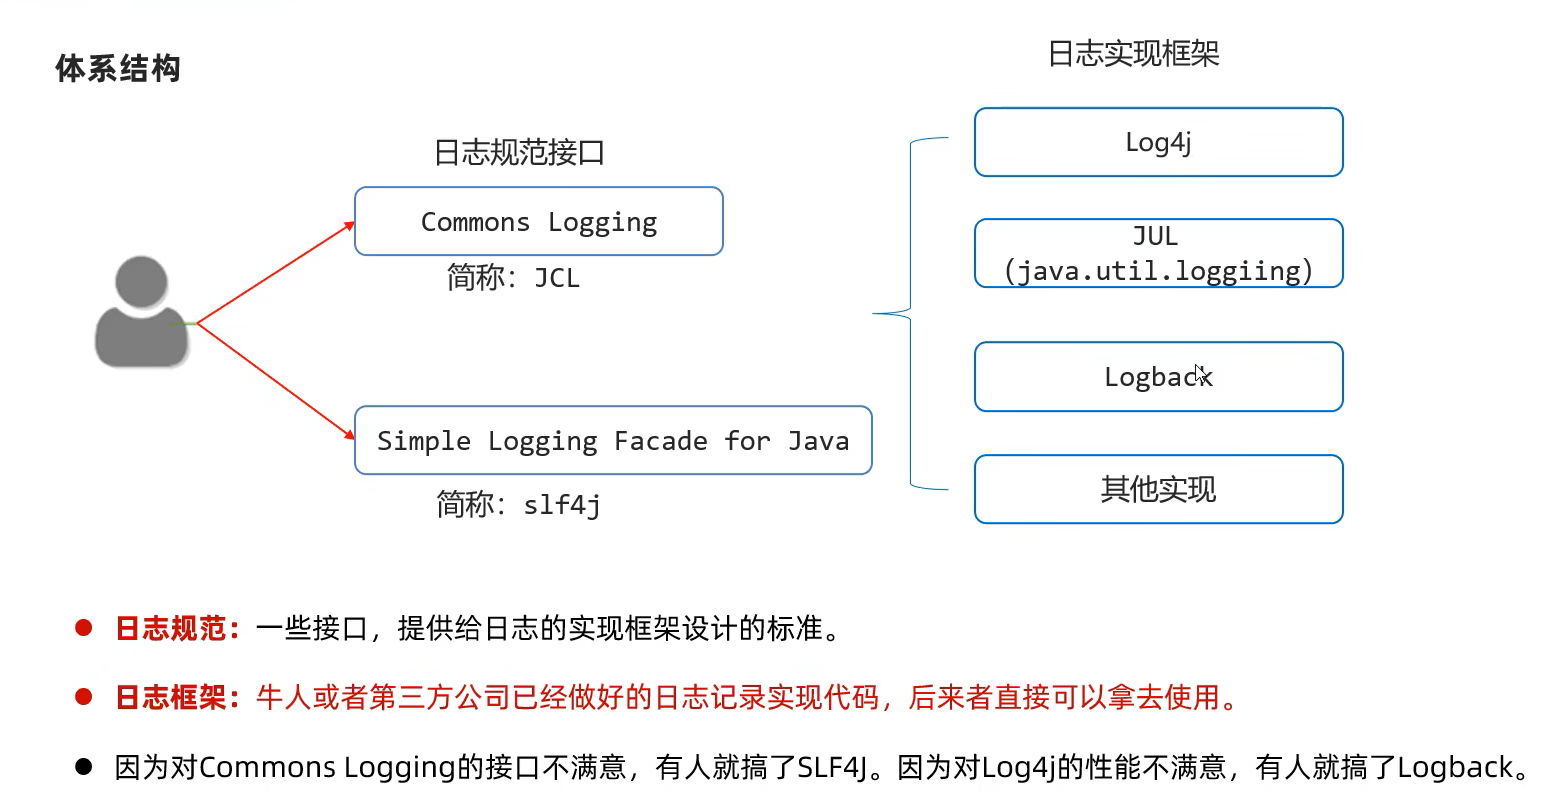 体系结构
日志规范接口
Commons Logging
简称：JCL
Simple Logging Facade for Java
简称：slf4j
日志实现框架
Log4j
JUL
（java.util.loggiing）
Logback
其他实现
日志规范：一些接口，提供给日志的实现框架设计的标准。
日志框架：牛人或者第三方公司已经做好的日志记录实现代码，后来者直接可以拿去使用。
因为对Commons Logging的接口不满意，有人就搞了SLF4J。因为对Log4j的性能不满意，有人就搞了Logback。